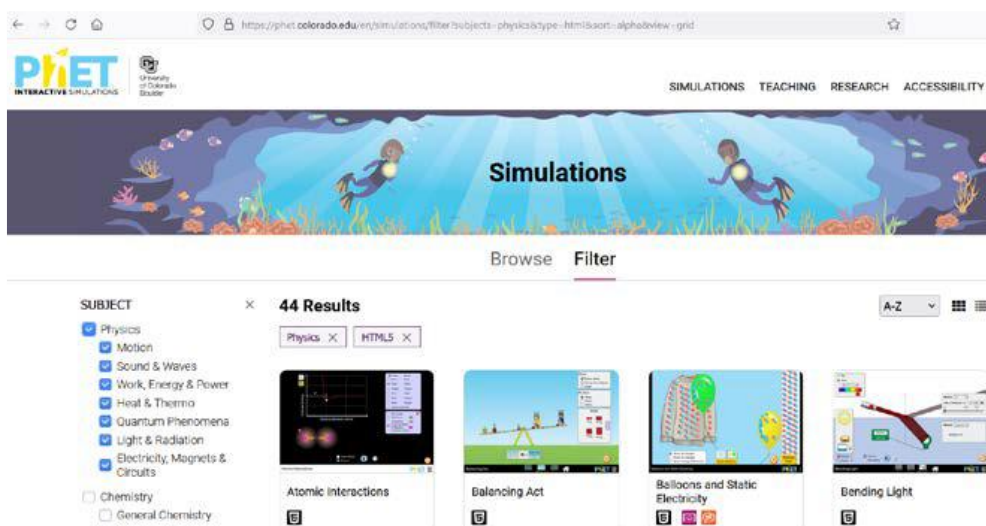 https://phet.colorado.edu/en/simulations/filter?subjects=physics&type=html&sort=alpha&view=grid
PhET
INTERACTIVE SIMULATIONS
University
of Colorado
Boulder
SIMULATIONS TEACHING RESEARCH ACCESSIBILITY
Simulations
Browse Filter
SUBJECT
44 Results
A-Z
Physics
Physics HTML5
Motion
Sound & Waves
Work, Energy & Power
Heat & Thermo
Quantum Phenomena
Light & Radiation
Electricity, Magnets &
Circuits
Chemistry
General Chemistry
Atomic Interactions
Balancing Act
Balloons and Static
Electricity
Bending Light